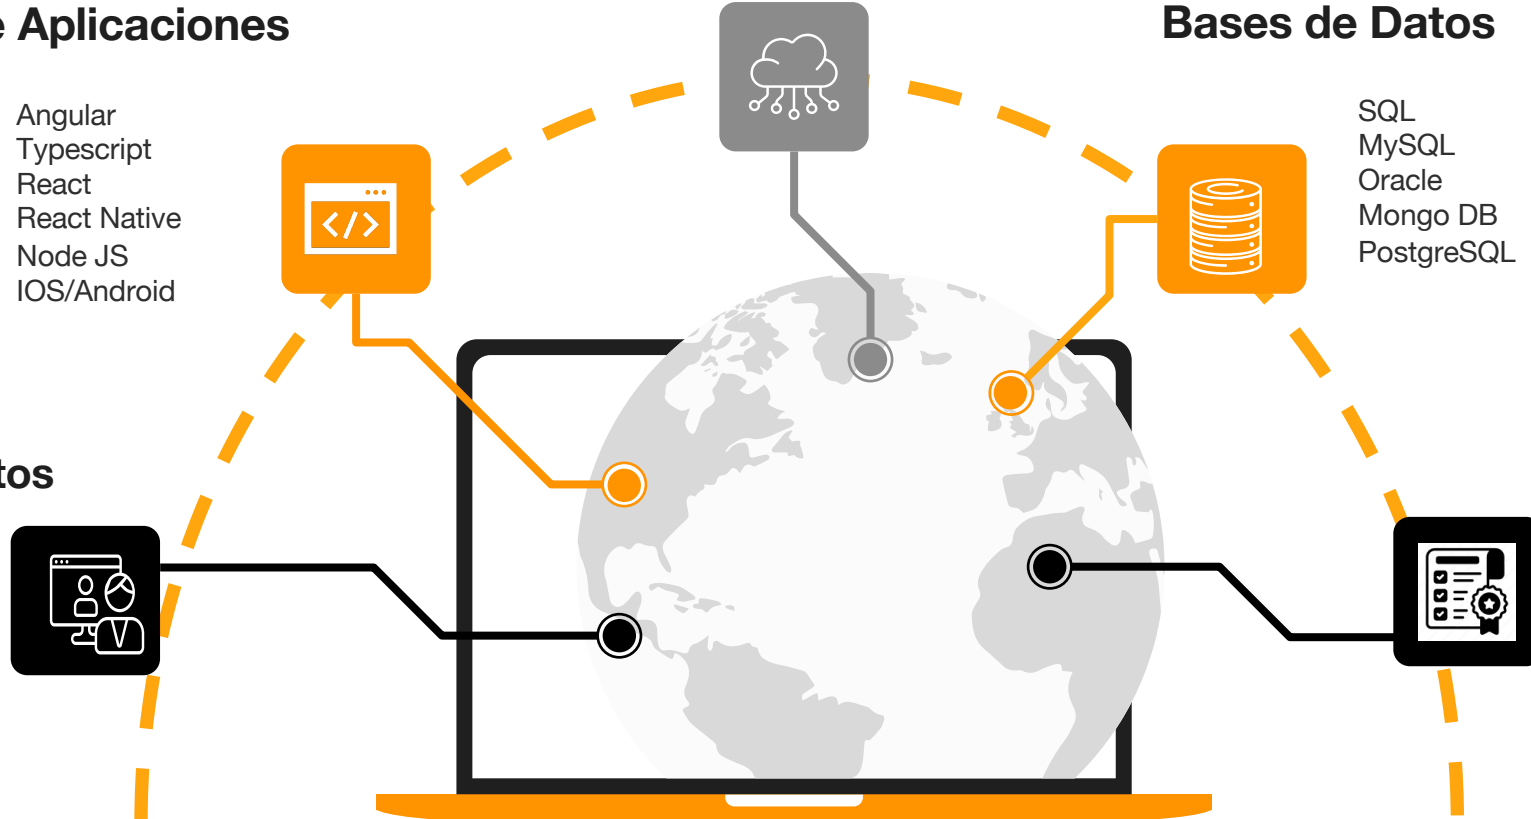 e Aplicaciones
Angular
Typescript
React
React Native
Node JS
IOS/Android
Bases de Datos
SQL
MySQL
Oracle
Mongo DB
PostgreSQL
tos